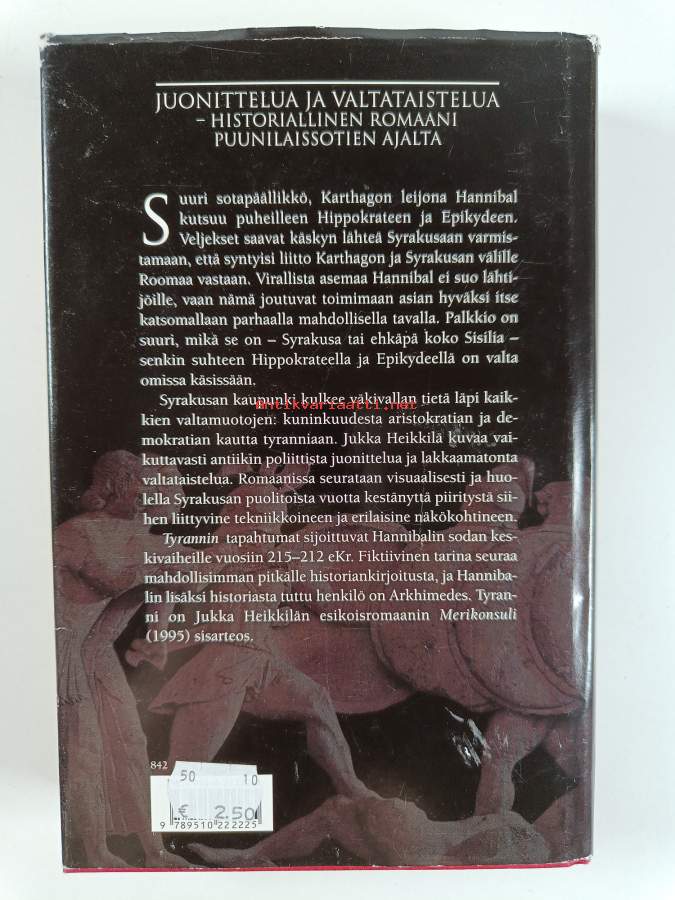 JUONITTELUA JA VALTATAISTELUA
– HISTORIALLINEN ROMAANI
PUUNILAISSOTIEN AJALTA
Suuri sotapäällikkö, Karthagon leijona Hannibal
kutsuu puheilleen Hippokrateen ja Epikydeen.
Veljekset saavat käskyn lähteä Syrakusaan varmis-
tamaan, että syntyisi liitto Karthagon ja Syrakusan välille
Roomaa vastaan. Virallista asemaa Hannibal ei suo lähti-
jöille, vaan nämä joutuvat toimimaan asian hyväksi itse
katsomallaan parhaalla mahdollisella tavalla. Palkkio on
suuri, mikä se on – Syrakusa tai ehkäpä koko Sisilia –
senkin suhteen Hippokrateella ja Epikydeellä on valta
omissa käsissään.
Syrakusan kaupunki kulkee väkivallan tietä läpi kaik-
antikvariaatti.net
kien valtamuotojen: kuninkuudesta aristokratian ja de-
mokratian kautta tyranniaan. Jukka Heikkilä kuvaa vai-
kuttavasti antiikin poliittista juonittelua ja lakkaamatonta
valtataistelua. Romaanissa seurataan visuaalisesti ja huo-
lella Syrakusan puolitoista vuotta kestänyttä piiritystä sii-
hen liittyvine tekniikkoineen ja erilaisine näkökohtineen.
Tyrannin tapahtumat sijoittuvat Hannibalin sodan kes-
kivaiheille vuosiin 215–212 eKr. Fiktiivinen tarina seuraa
mahdollisimman pitkälle historiankirjoitusta, ja Hanniba-
lin lisäksi historiasta tuttu henkilö on Arkhimedes. Tyran-
ni on Jukka Heikkilän esikoisromaanin Merikonsuli
(1995) sisarteos.
842
50 10
€ 2.50
9 789510 222225